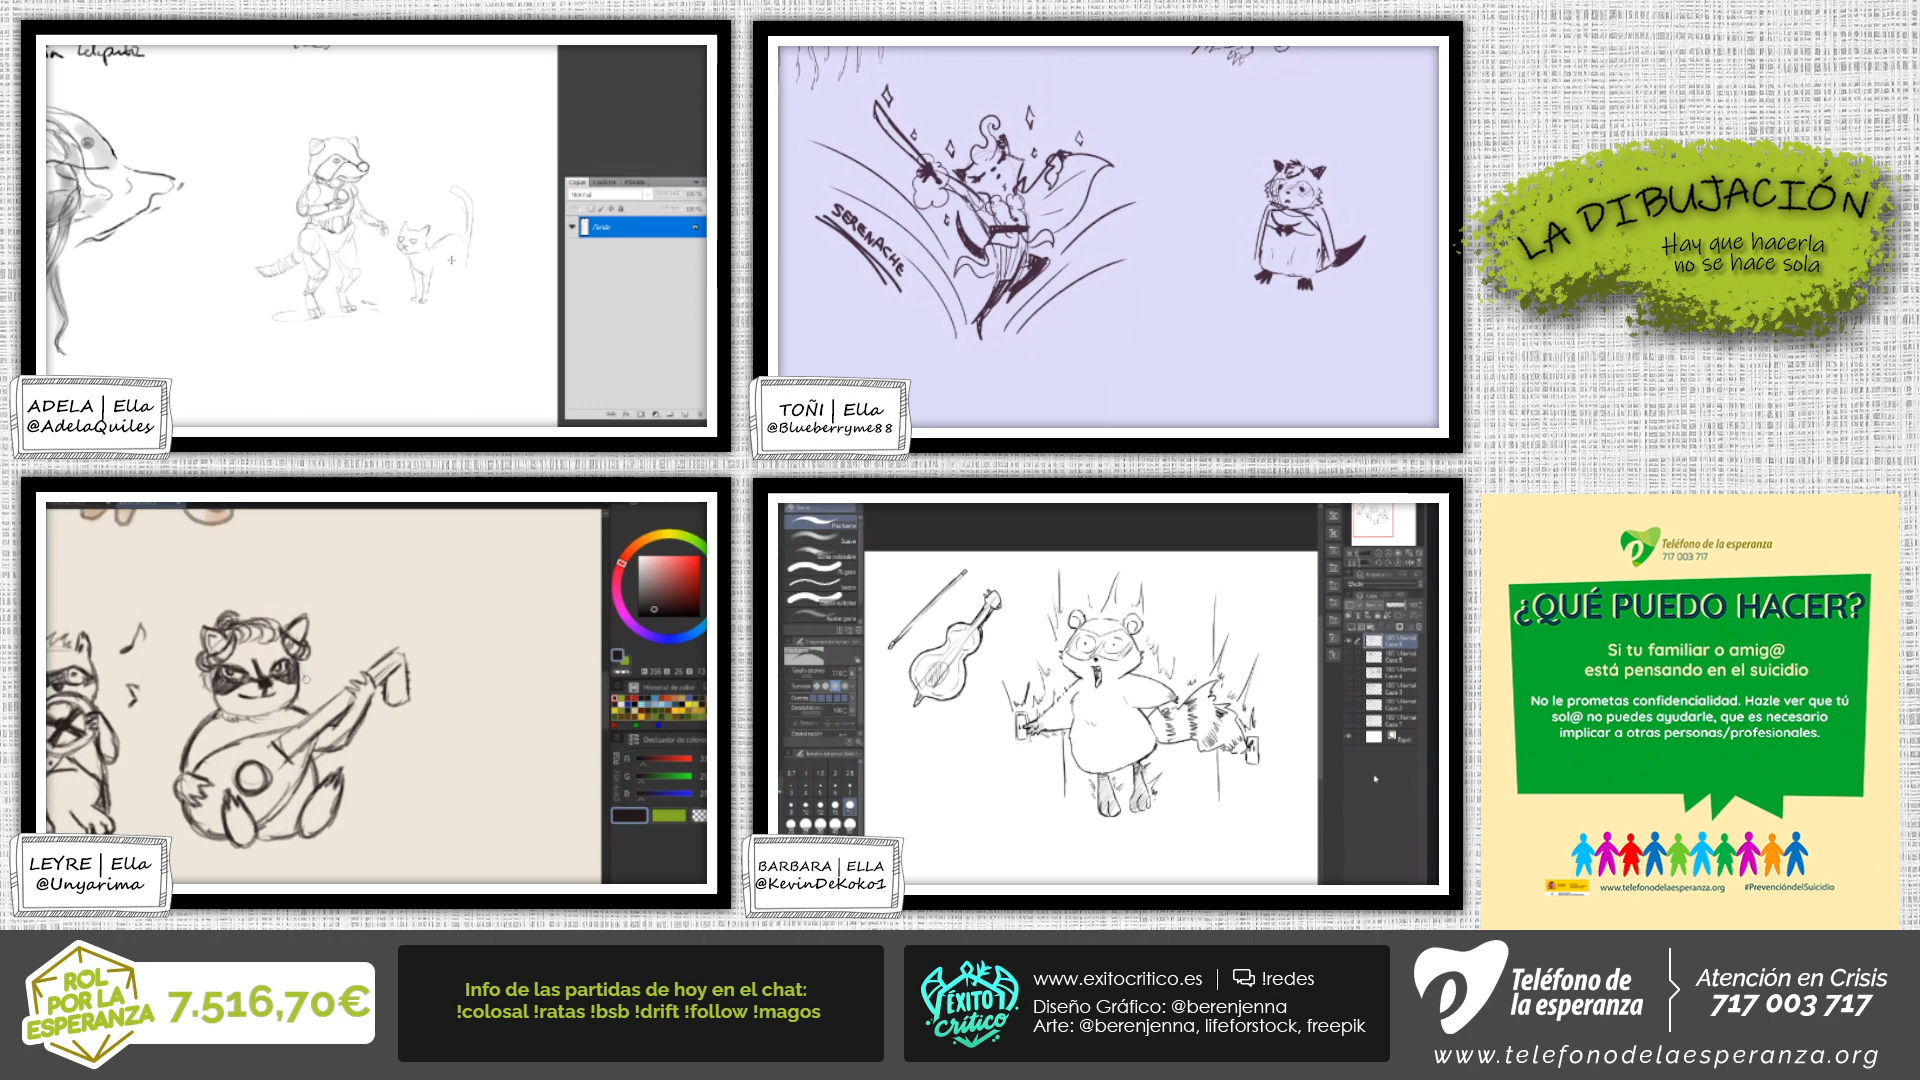 ADELA | Ella
@AdelaQuiles
SERENACHE
TOÑI | Ella
@Blueberryme88
LA DIBUJACIÓN
Hay que hacerla
no se hace sola
Normal
LEYRE | Ella
@Unyarima
Historial de color
R
G
B
BARBARA | ELLA
@KevinDeKoko1
Teléfono de la esperanza
717 003 717
¿QUÉ PUEDO HACER?
Si tu familiar o amig@
está pensando en el suicidio
No le prometas confidencialidad. Hazle ver que tú
sol@ no puedes ayudarle, que es necesario
implicar a otras personas/profesionales.
www.telefonodelaesperanza.org
#PrevencióndelSuicidio
ROL
POR LA
ESPERANZA
7.516,70€
Info de las partidas de hoy en el chat:
!colosal !ratas !bsb !drift !follow !magos
ÉXITO
Crítico
www.exitocritico.es | !redes
Diseño Gráfico: @berenjenna
Arte: @berenjenna, lifeforstock, freepik
Teléfono de
la esperanza
Atención en Crisis
717 003 717
www.telefonodelaesperanza.org